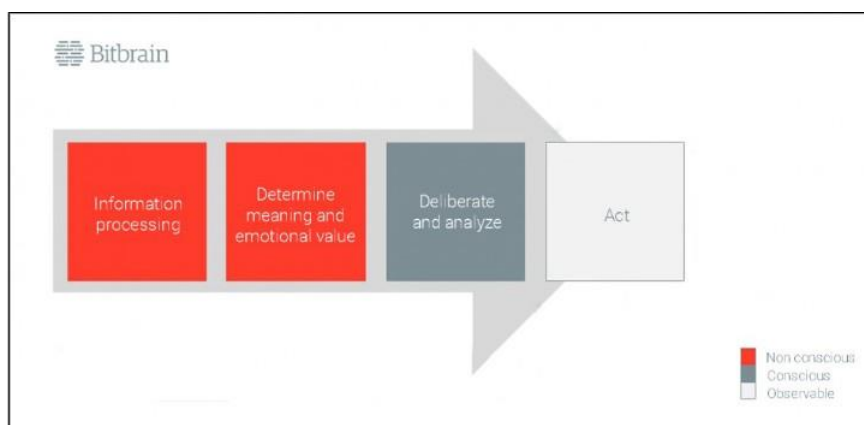 Bitbrain
Information
processing
Determine
meaning and
emotional value
Deliberate
and analyze
Act
Non conscious
Conscious
Observable